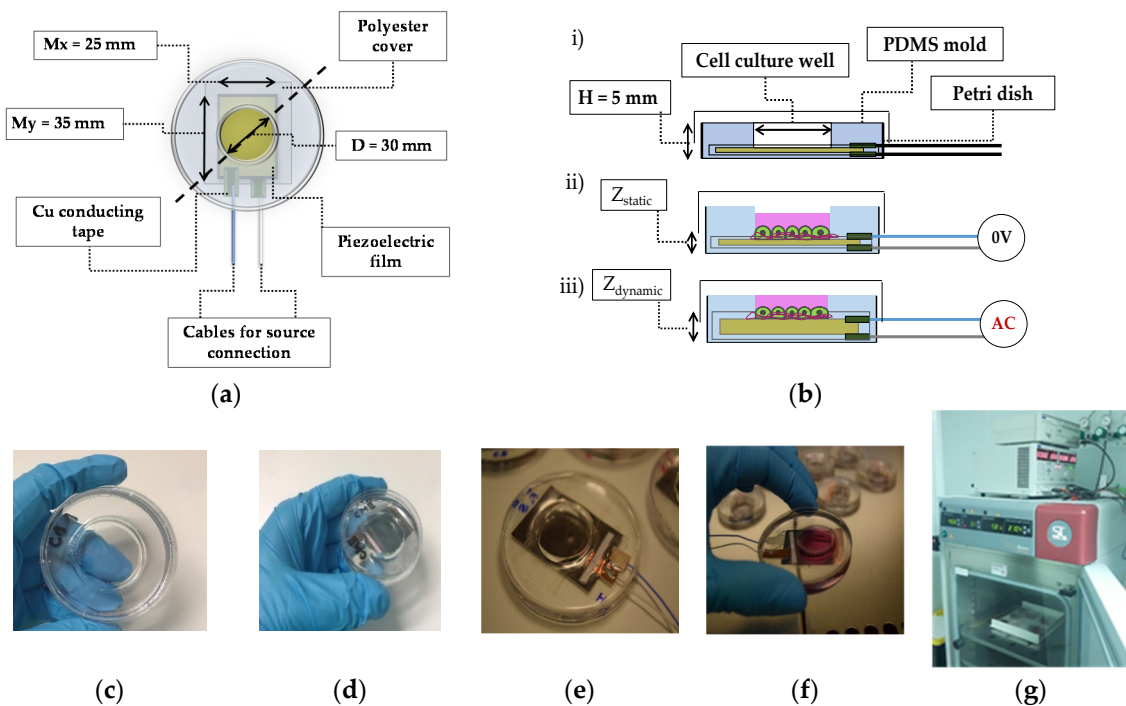 Mx = 25 mm
Polyester
cover
My = 35 mm
D = 30 mm
Cu conducting
tape
Piezoelectric
film
Cables for source
connection
(a)
i)
PDMS mold
Cell culture well
H = 5 mm
Petri dish
ii)
Zstatic
0V
iii)
Zdynamic
AC
(b)
(c)
(d)
(e)
(f)
(g)